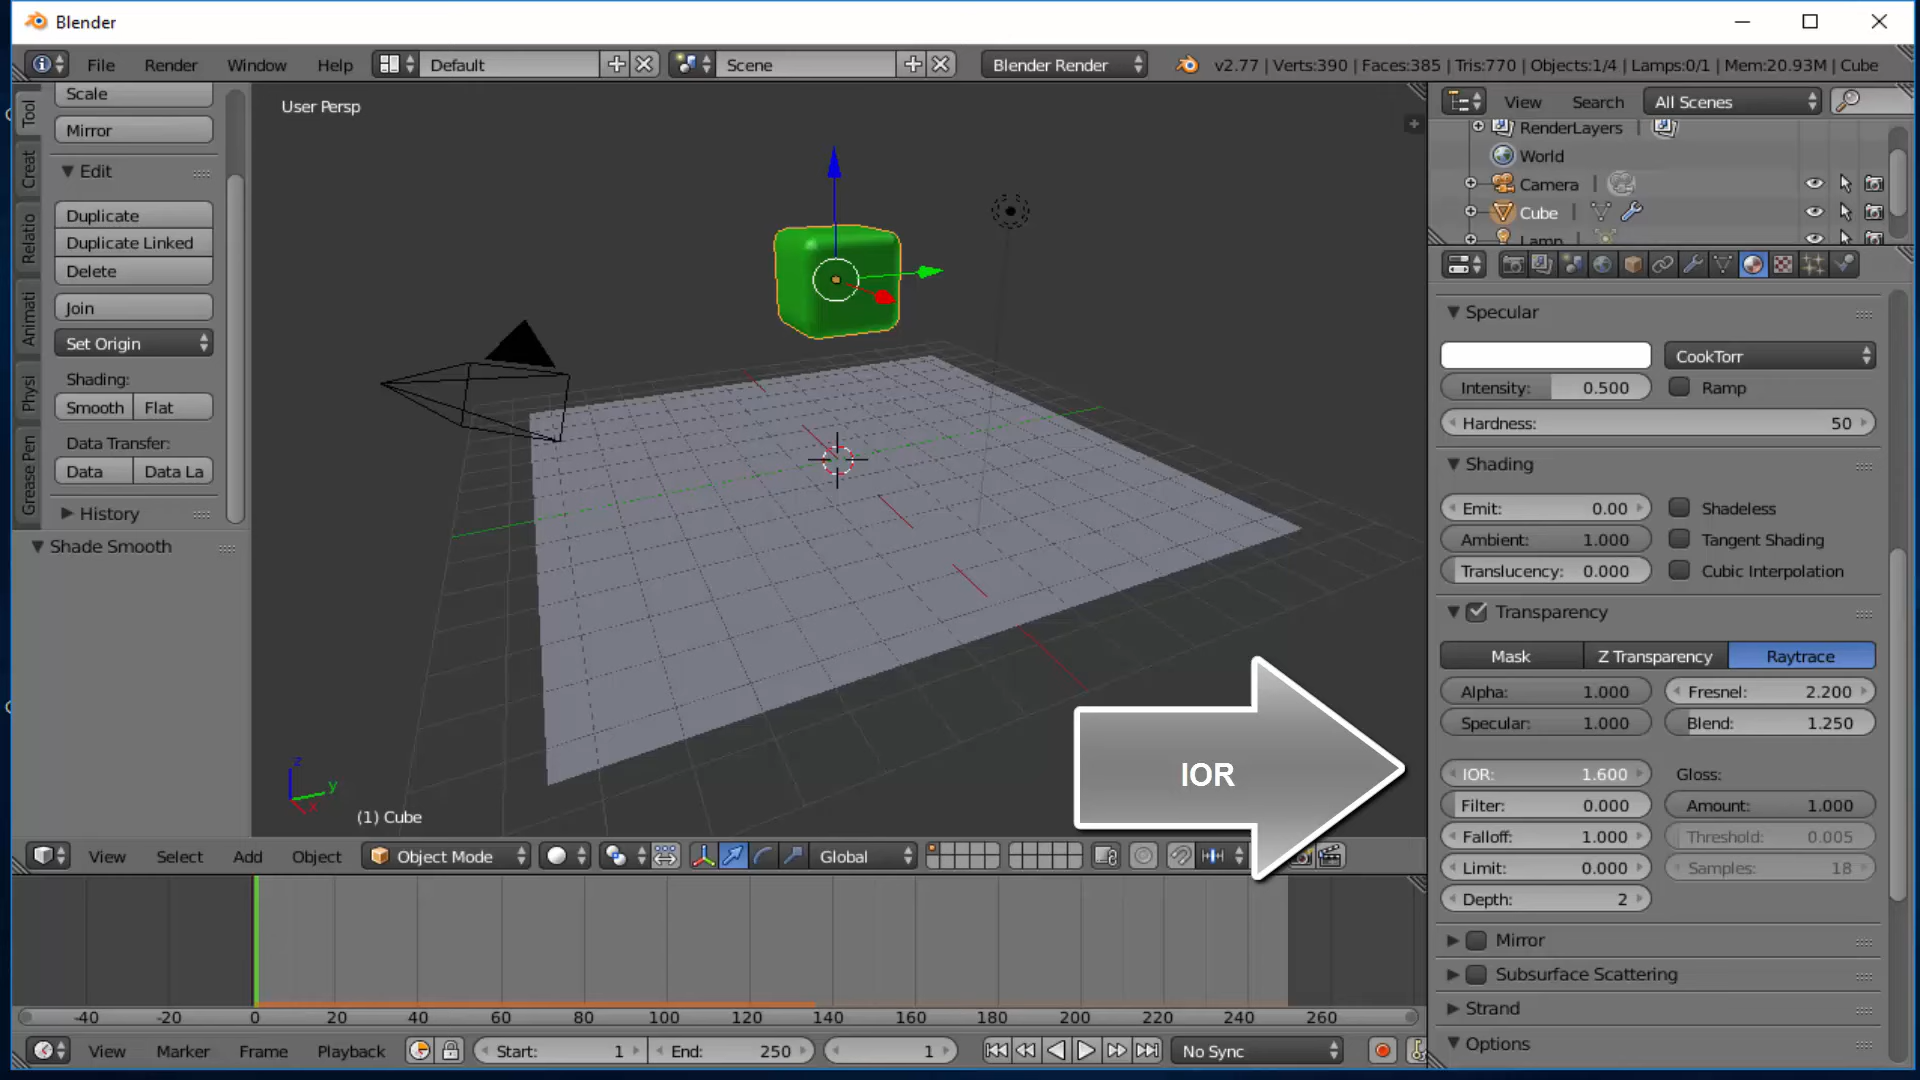 Blender
File Render Window Help Default Scene Blender Render v2.77 | Verts:390 | Faces:385 | Tris:770 | Objects:1/4 | Lamps:0/1 | Mem:20.93M | Cube
Tool
Creat
Relatio
Animati
Physi
Grease Pen
Scale
Mirror
Edit
Duplicate
Duplicate Linked
Delete
Join
Set Origin
Shading:
Smooth Flat
Data Transfer:
Data Data La
History
Shade Smooth
User Persp
z
y
x
(1) Cube
IOR
View Search All Scenes
RenderLayers
World
Camera
Cube
Lamp
Specular
CookTorr
Intensity: 0.500 Ramp
Hardness: 50
Shading
Emit: 0.00 Shadeless
Ambient: 1.000 Tangent Shading
Translucency: 0.000 Cubic Interpolation
Transparency
Mask Z Transparency Raytrace
Alpha: 1.000 Fresnel: 2.200
Specular: 1.000 Blend: 1.250
IOR: 1.600 Gloss:
Filter: 0.000 Amount: 1.000
Falloff: 1.000 Threshold: 0.005
Limit: 0.000 Samples: 18
Depth: 2
Mirror
Subsurface Scattering
Strand
Options
View Select Add Object Object Mode Global
-40 -20 0 20 40 60 80 100 120 140 160 180 200 220 240 260
View Marker Frame Playback Start: 1 End: 250 1 No Sync